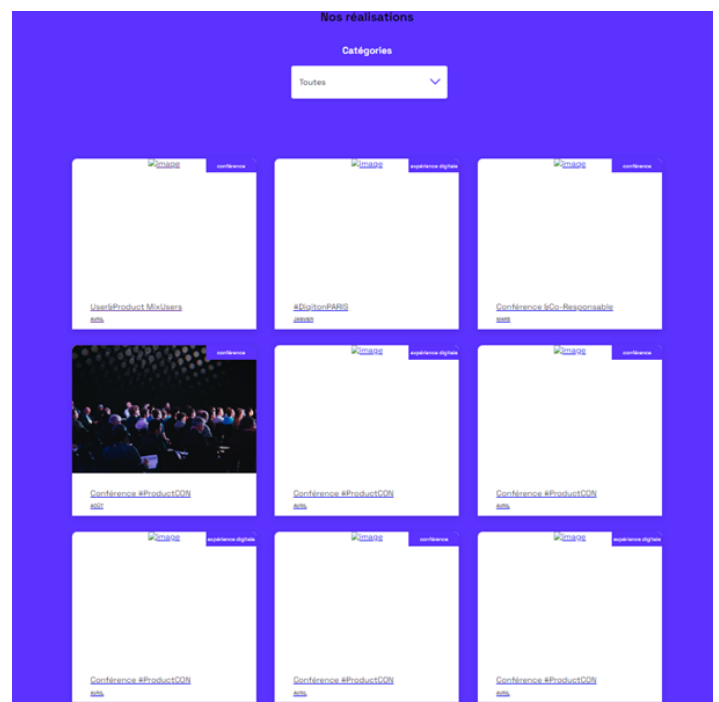 Nos réalisations
Catégories
Toutes
image
conférence
User&Product MixUsers
AVRIL
image
expérience digitale
#DigitonPARIS
JANVIER
image
conférence
Conférence &Co-Responsable
MARS
conférence
Conférence #ProductCON
AOÛT
image
expérience digitale
Conférence #ProductCON
AVRIL
image
conférence
Conférence #ProductCON
AVRIL
image
expérience digitale
Conférence #ProductCON
AVRIL
image
conférence
Conférence #ProductCON
AVRIL
image
expérience digitale
Conférence #ProductCON
AVRIL